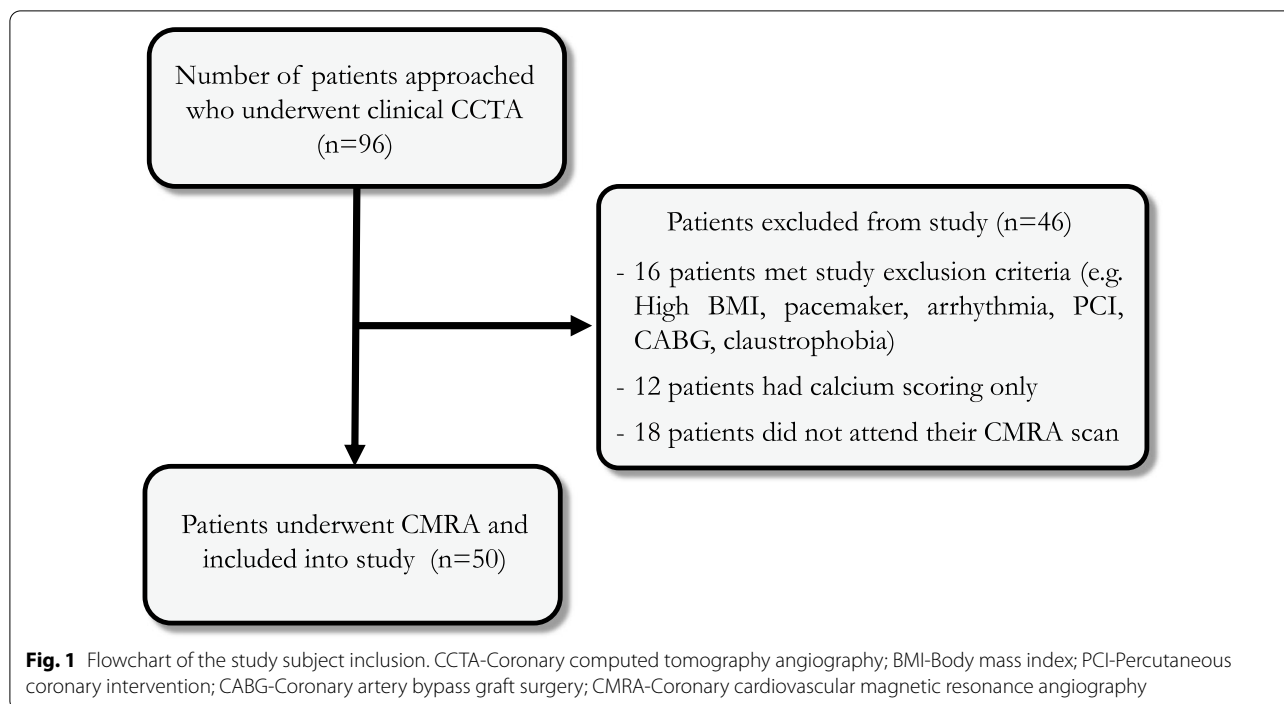 Number of patients approached
who underwent clinical CCTA
(n=96)
Patients excluded from study (n=46)
- 16 patients met study exclusion criteria (e.g.
High BMI, pacemaker, arrhythmia, PCI,
CABG, claustrophobia)
- 12 patients had calcium scoring only
- 18 patients did not attend their CMRA scan
Patients underwent CMRA and
included into study (n=50)
Fig. 1 Flowchart of the study subject inclusion. CCTA-Coronary computed tomography angiography; BMI-Body mass index; PCI-Percutaneous
coronary intervention; CABG-Coronary artery bypass graft surgery; CMRA-Coronary cardiovascular magnetic resonance angiography